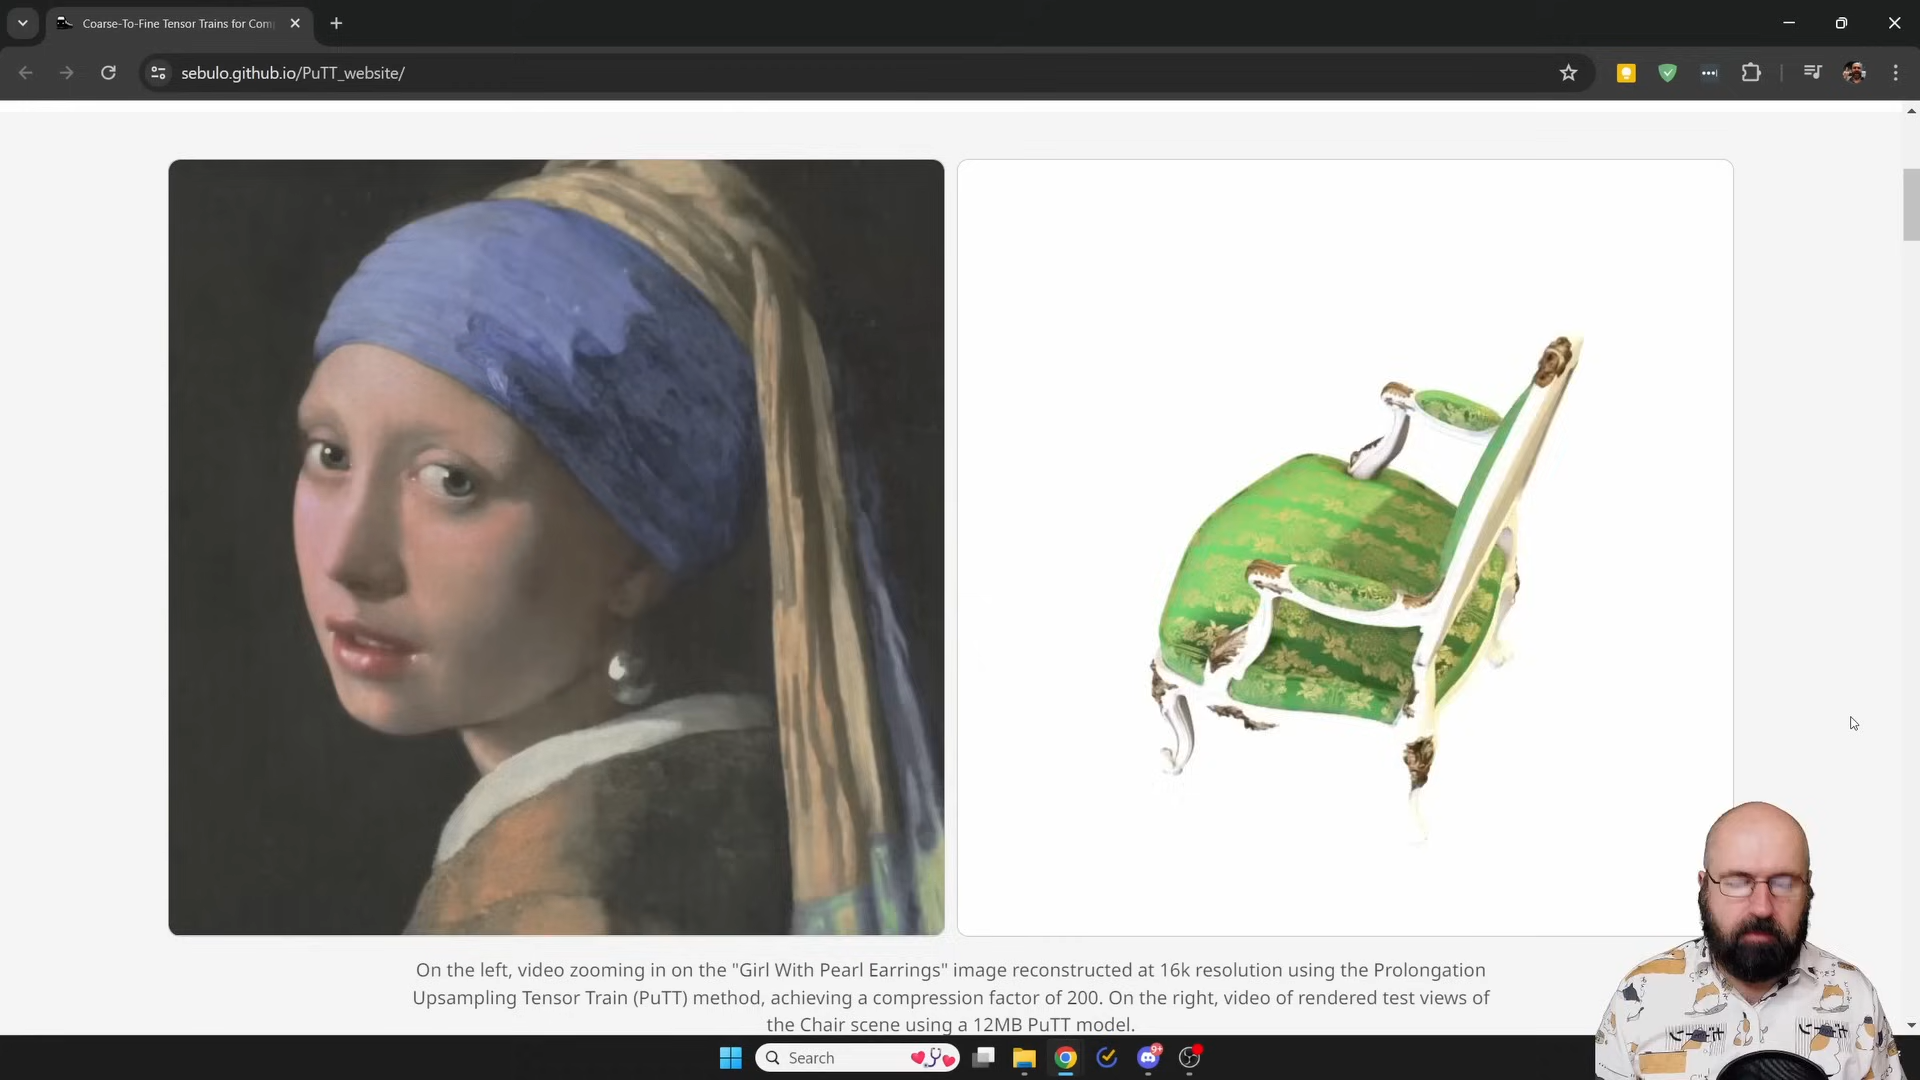 Coarse-To-Fine Tensor Trains for Com
sebulo.github.io/PuTT_website/
On the left, video zooming in on the "Girl With Pearl Earrings" image reconstructed at 16k resolution using the Prolongation
Upsampling Tensor Train (PuTT) method, achieving a compression factor of 200. On the right, video of rendered test views of
the Chair scene using a 12MB PuTT model.
Search
9+